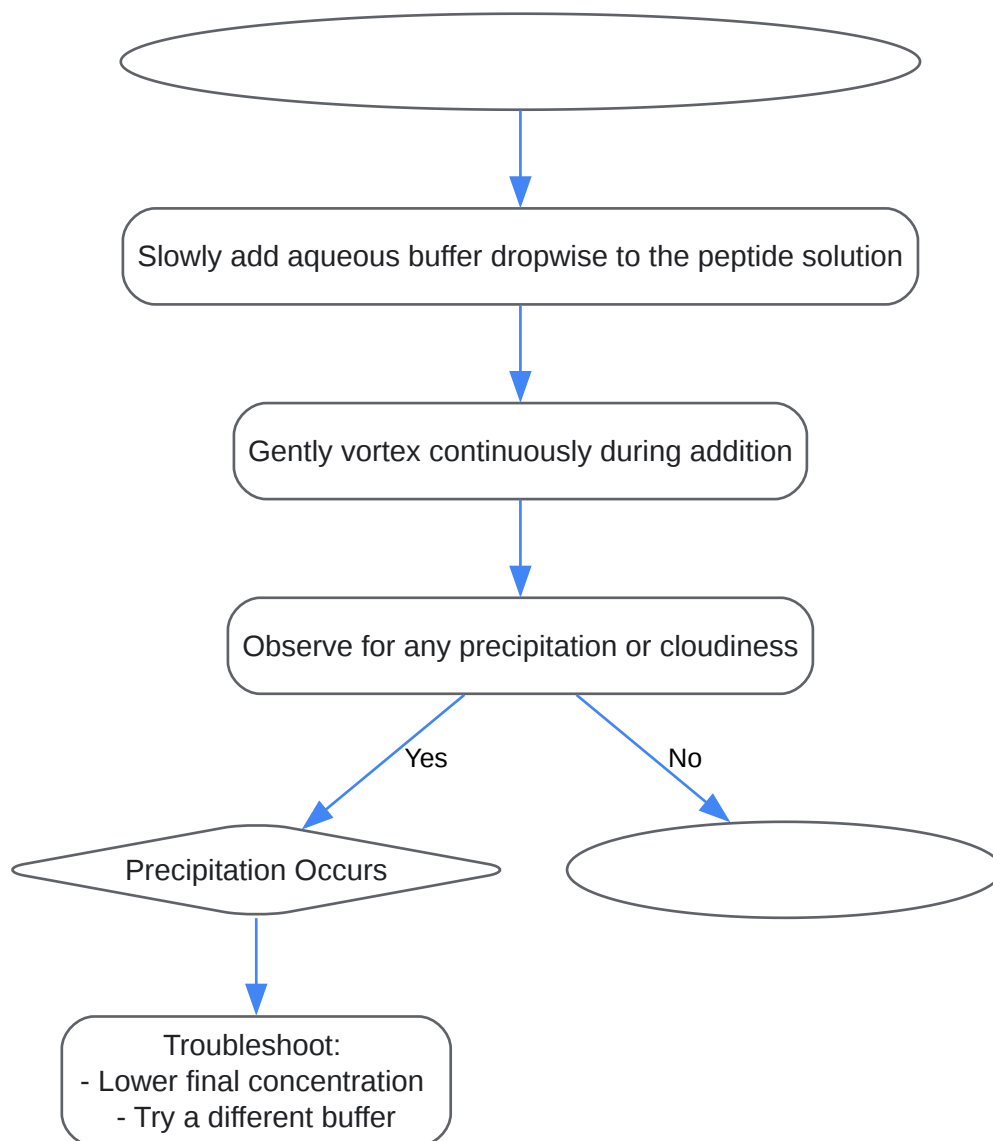 Slowly add aqueous buffer dropwise to the peptide solution
Gently vortex continuously during addition
Observe for any precipitation or cloudiness
Yes
No
Precipitation Occurs
Troubleshoot:
- Lower final concentration
- Try a different buffer